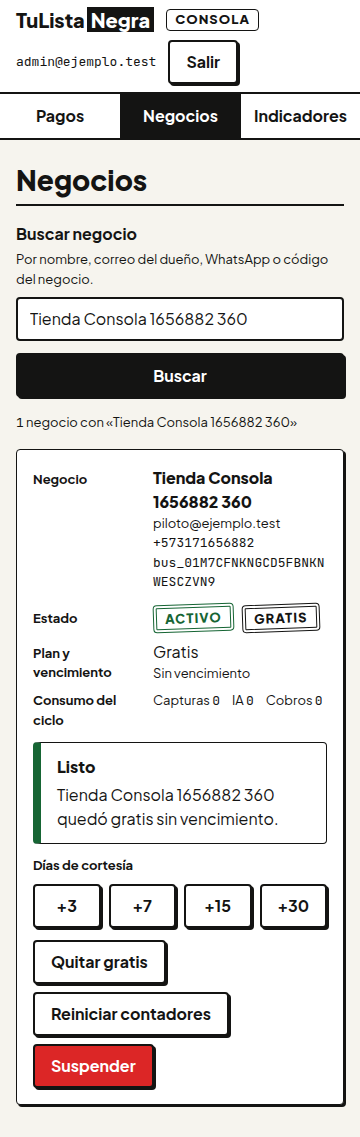 TuLista Negra CONSOLA
admin@ejemplo.test Salir
Pagos Negocios Indicadores
Negocios
Buscar negocio
Por nombre, correo del dueño, WhatsApp o código
del negocio.
Tienda Consola 1656882 360
Buscar
1 negocio con «Tienda Consola 1656882 360»
Negocio Tienda Consola
1656882 360
piloto@ejemplo.test
+573171656882
bus_01M7CFNKNGCD5FBNKN
WESCZVN9
Estado ACTIVO GRATIS
Plan y Gratis
vencimiento Sin vencimiento
Consumo del Capturas 0 IA 0 Cobros 0
ciclo
Listo
Tienda Consola 1656882 360
quedó gratis sin vencimiento.
Días de cortesía
+3 +7 +15 +30
Quitar gratis
Reiniciar contadores
Suspender